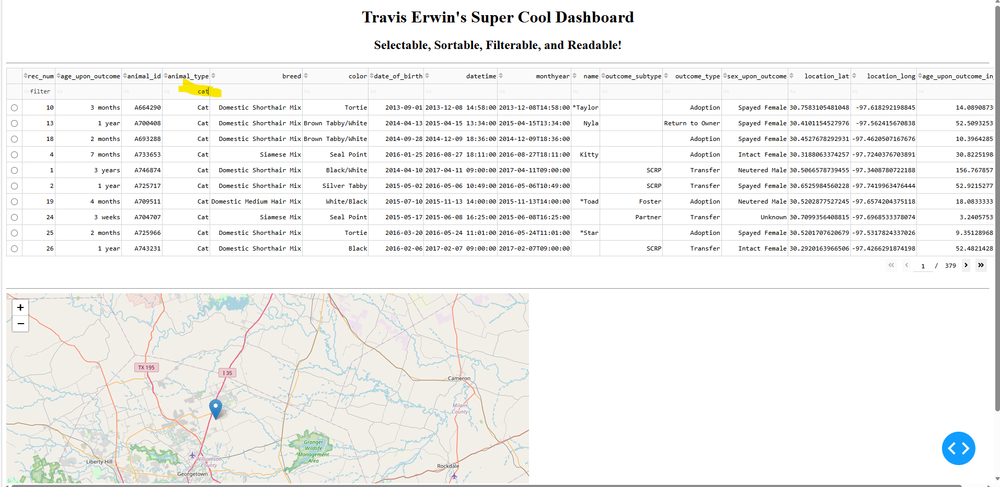 Travis Erwin's Super Cool Dashboard
Selectable, Sortable, Filterable, and Readable!
rec_num age_upon_outcome animal_id animal_type breed color date_of_birth datetime monthyear name outcome_subtype outcome_type sex_upon_outcome location_lat location_long age_upon_outcome_in_
Aa filter Aa Aa Aa cat Aa Aa Aa Aa Aa Aa Aa Aa Aa Aa Aa
10 3 months A664290 Cat Domestic Shorthair Mix Tortie 2013-09-01 2013-12-08 14:58:00 2013-12-08T14:58:00 *Taylor Adoption Spayed Female 30.7583105481048 -97.618292198845 14.0890873
13 1 year A700408 Cat Domestic Shorthair Mix Brown Tabby/White 2014-04-13 2015-04-15 13:34:00 2015-04-15T13:34:00 Nyla Return to Owner Spayed Female 30.4101154527976 -97.562415670838 52.5093253
18 2 months A693288 Cat Domestic Shorthair Mix Brown Tabby/White 2014-09-28 2014-12-09 18:36:00 2014-12-09T18:36:00 Adoption Spayed Female 30.4527678292931 -97.4620507167676 10.3964285
4 7 months A733653 Cat Siamese Mix Seal Point 2016-01-25 2016-08-27 18:11:00 2016-08-27T18:11:00 Kitty Adoption Intact Female 30.3188063374257 -97.7240376703891 30.8225198
1 3 years A746874 Cat Domestic Shorthair Mix Black/White 2014-04-10 2017-04-11 09:00:00 2017-04-11T09:00:00 SCRP Transfer Neutered Male 30.5066578739455 -97.3408780722188 156.767857
2 1 year A725717 Cat Domestic Shorthair Mix Silver Tabby 2015-05-02 2016-05-06 10:49:00 2016-05-06T10:49:00 SCRP Transfer Spayed Female 30.6525984560228 -97.7419963476444 52.9215277
19 4 months A709511 Cat Domestic Medium Hair Mix White/Black 2015-07-10 2015-11-13 14:00:00 2015-11-13T14:00:00 *Toad Foster Adoption Neutered Male 30.5202877527245 -97.6574204375118 18.0833333
24 3 weeks A704707 Cat Siamese Mix Seal Point 2015-05-17 2015-06-08 16:25:00 2015-06-08T16:25:00 Partner Transfer Unknown 30.7099356408815 -97.6968533378074 3.2405753
25 2 months A725966 Cat Domestic Shorthair Mix Tortie 2016-03-20 2016-05-24 11:01:00 2016-05-24T11:01:00 *Star Adoption Spayed Female 30.5201707620679 -97.5317824337026 9.35128968
26 1 year A743231 Cat Domestic Shorthair Mix Black 2016-02-06 2017-02-07 09:00:00 2017-02-07T09:00:00 SCRP Transfer Intact Female 30.2920163966506 -97.4266291874198 52.4821428
1 / 379
+
−
TX 195
I 35
Cameron
Milam
County
Granger
Wildlife
Management
Area
Williamson
County
Liberty Hill
Rockdale
Georgetown